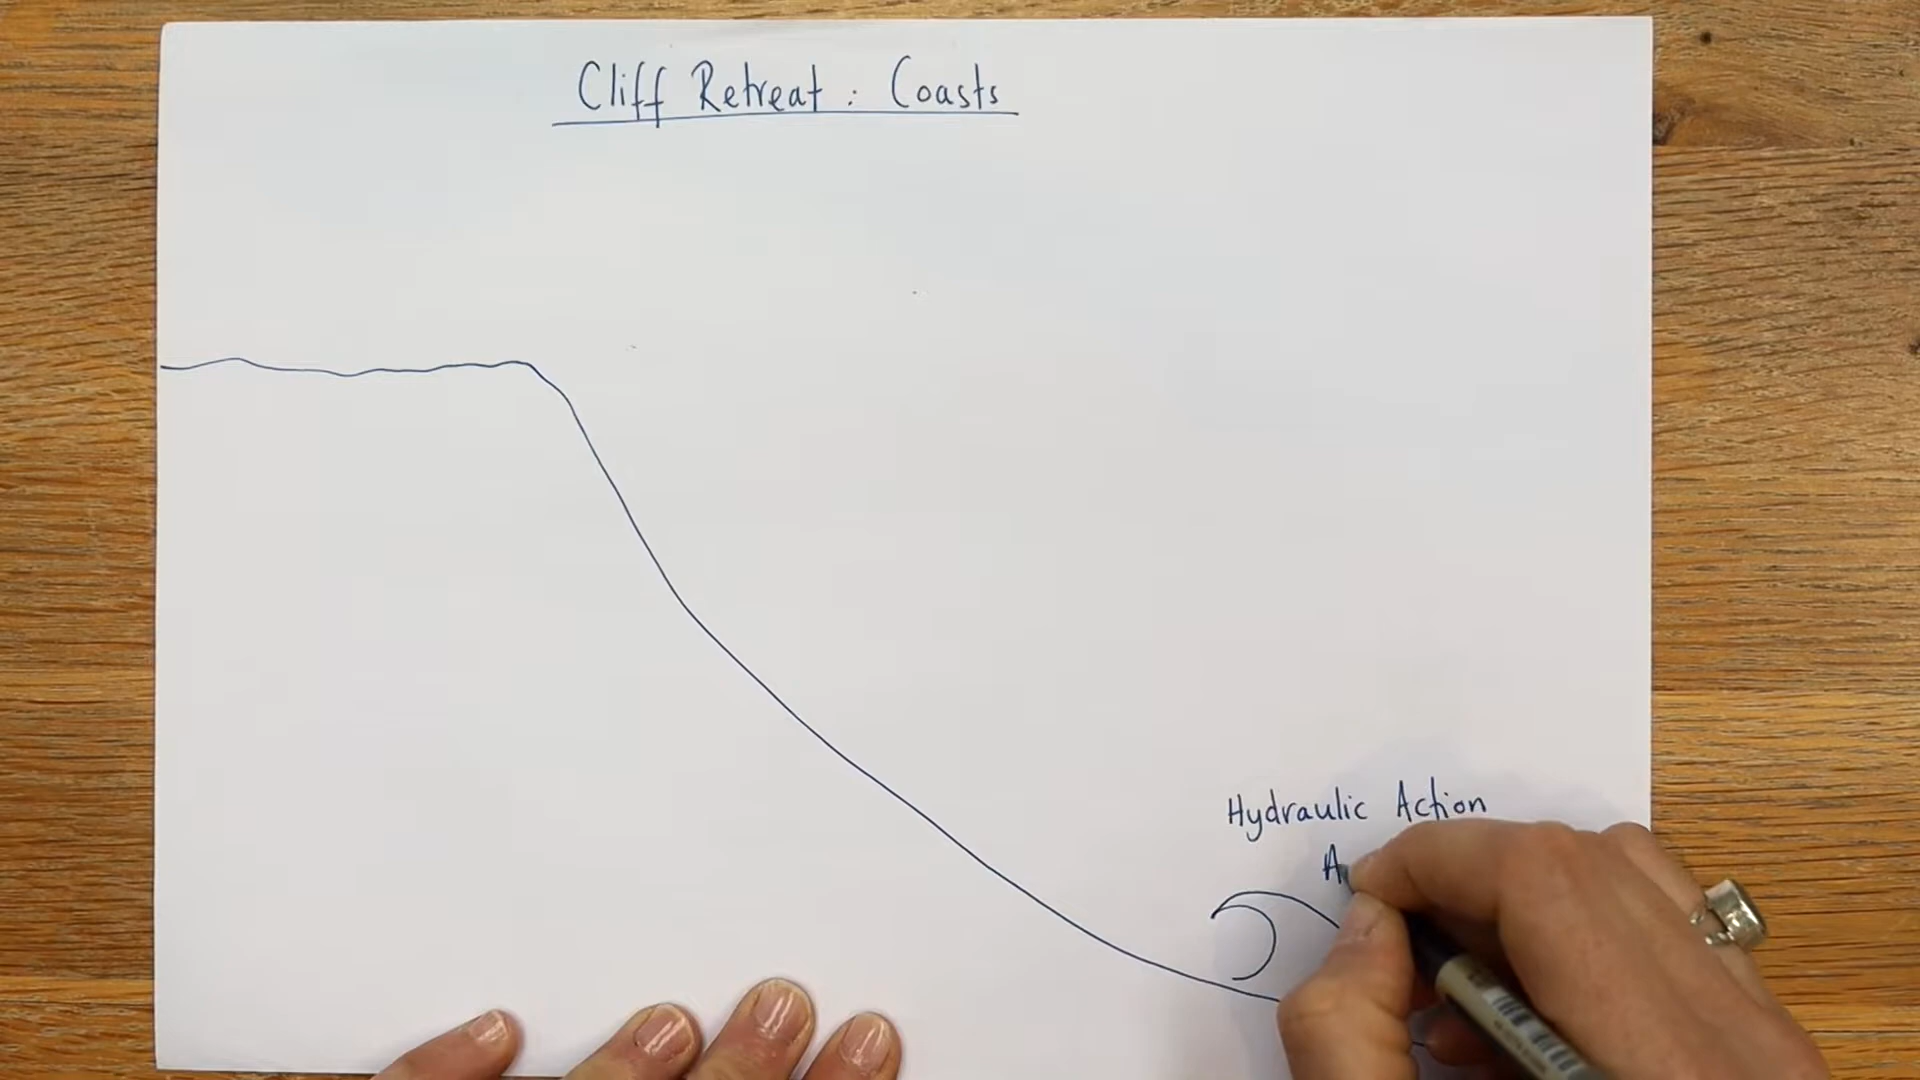 Cliff Retreat : Coasts
Hydraulic Action
A